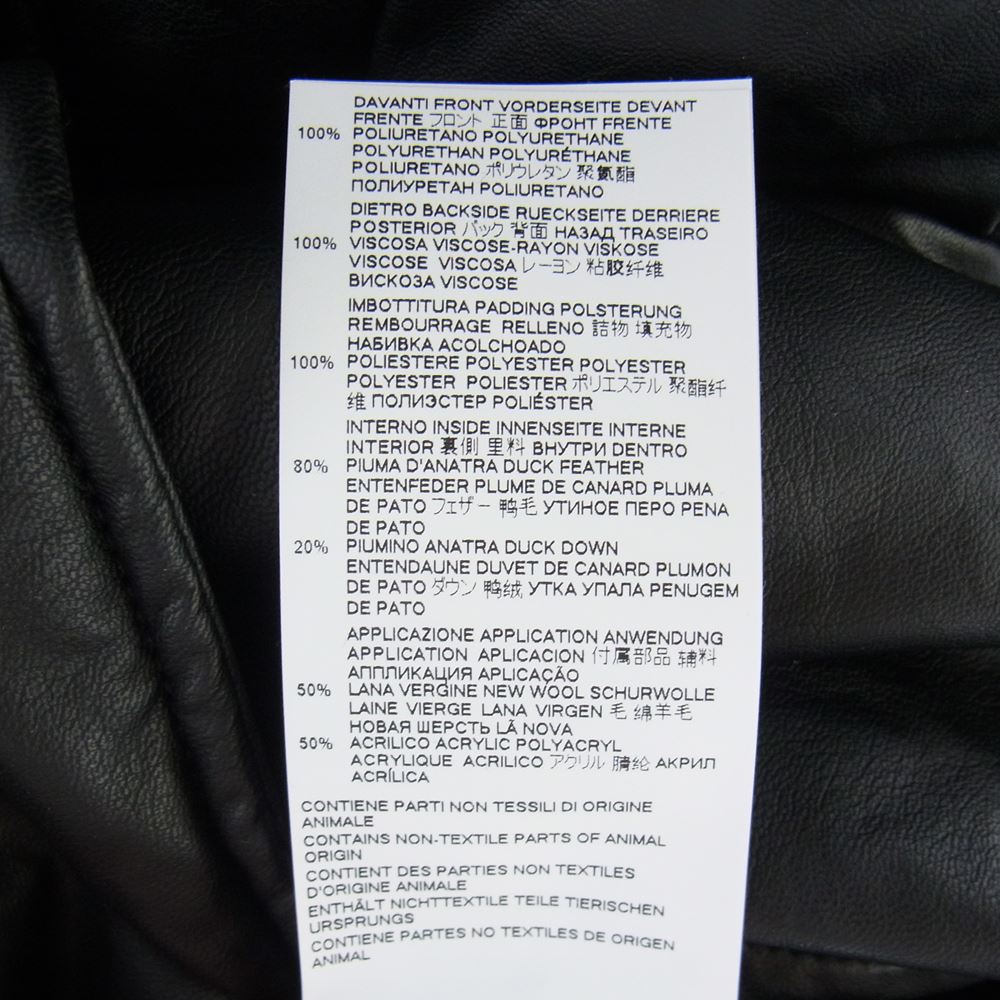 DAVANTI FRONT VORDERSEITE DEVANT
FRENTE フロント 正面 ФРОНТ FRENTE
100% POLIURETANO POLYURETHANE
POLYURETHAN POLYURÉTHANE
POLIURETANO ポリウレタン 聚氨酯
ПОЛИУРЕТАН POLIURETANO
DIETRO BACKSIDE RUECKSEITE DERRIERE
POSTERIOR バック 背面 НАЗАД TRASEIRO
100% VISCOSA VISCOSE-RAYON VISKOSE
VISCOSE VISCOSA レーヨン 粘胶纤维
ВИСКОЗА VISCOSE
IMBOTTITURA PADDING POLSTERUNG
REMBOURRAGE RELLENO 詰物 填充物
НАБИВКА ACOLCHOADO
100% POLIESTERE POLYESTER POLYESTER
POLYESTER POLIESTER ポリエステル 聚酯纤
维 ПОЛИЭСТЕР POLIÉSTER
INTERNO INSIDE INNENSEITE INTERNE
INTERIOR 裏側 里料 ВНУТРИ DENTRO
80% PIUMA D'ANATRA DUCK FEATHER
ENTENFEDER PLUME DE CANARD PLUMA
DE PATO フェザー 鸭毛 УТИНОЕ ПЕРО PENA
DE PATO
20% PIUMINO ANATRA DUCK DOWN
ENTENDAUNE DUVET DE CANARD PLUMON
DE PATO ダウン 鸭绒 УТКА УПАЛА PENUGEM
DE PATO
APPLICAZIONE APPLICATION ANWENDUNG
APPLICATION APLICACION 付属部品 辅料
АППЛИКАЦИЯ APLICAÇÃO
50% LANA VERGINE NEW WOOL SCHURWOLLE
LAINE VIERGE LANA VIRGEN 毛 绵羊毛
НОВАЯ ШЕРСТЬ LÃ NOVA
50% ACRILICO ACRYLIC POLYACRYL
ACRYLIQUE ACRILICO アクリル 腈纶 АКРИЛ
ACRÍLICA
CONTIENE PARTI NON TESSILI DI ORIGINE
ANIMALE
CONTAINS NON-TEXTILE PARTS OF ANIMAL
ORIGIN
CONTIENT DES PARTIES NON TEXTILES
D'ORIGINE ANIMALE
ENTHÄLT NICHTTEXTILE TEILE TIERISCHEN
URSPRUNGS
CONTIENE PARTES NO TEXTILES DE ORIGEN
ANIMAL